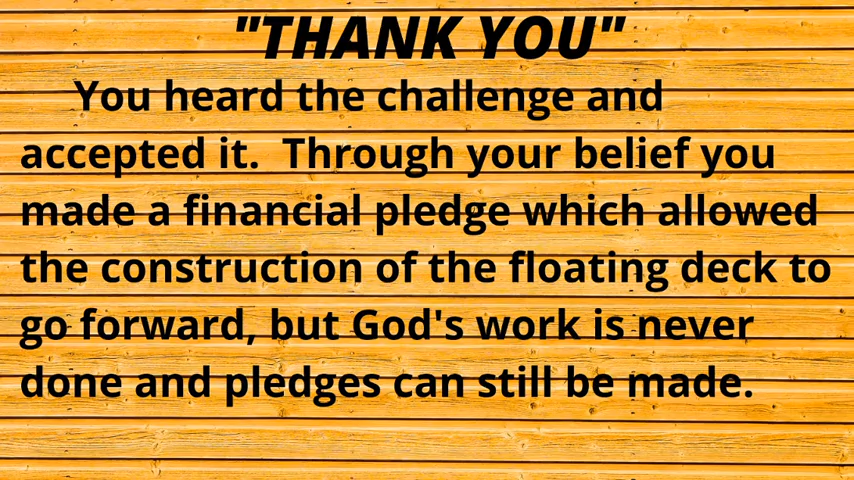 "THANK YOU"
You heard the challenge and
accepted it.  Through your belief you
made a financial pledge which allowed
the construction of the floating deck to
go forward, but God's work is never
done and pledges can still be made.